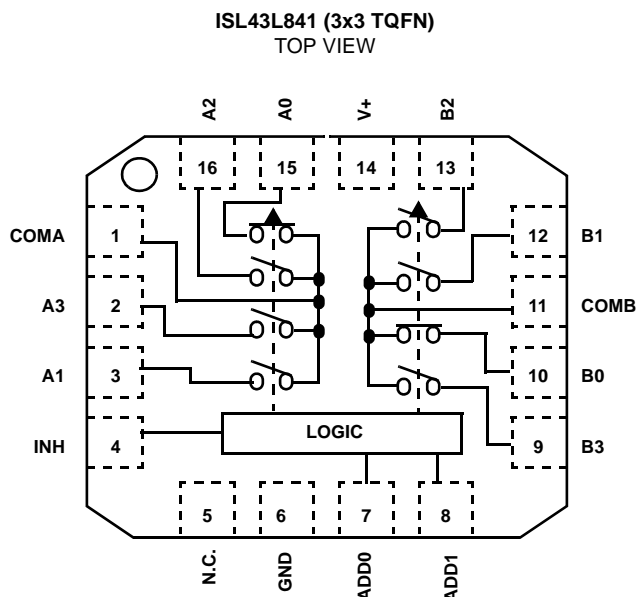 ISL43L841 (3x3 TQFN)
TOP VIEW
A2 A0 V+ B2
16 15 14 13
COMA 1 12 B1
A3 2 11 COMB
A1 3 10 B0
INH 4 LOGIC 9 B3
5 6 7 8
N.C. GND ADD0 ADD1